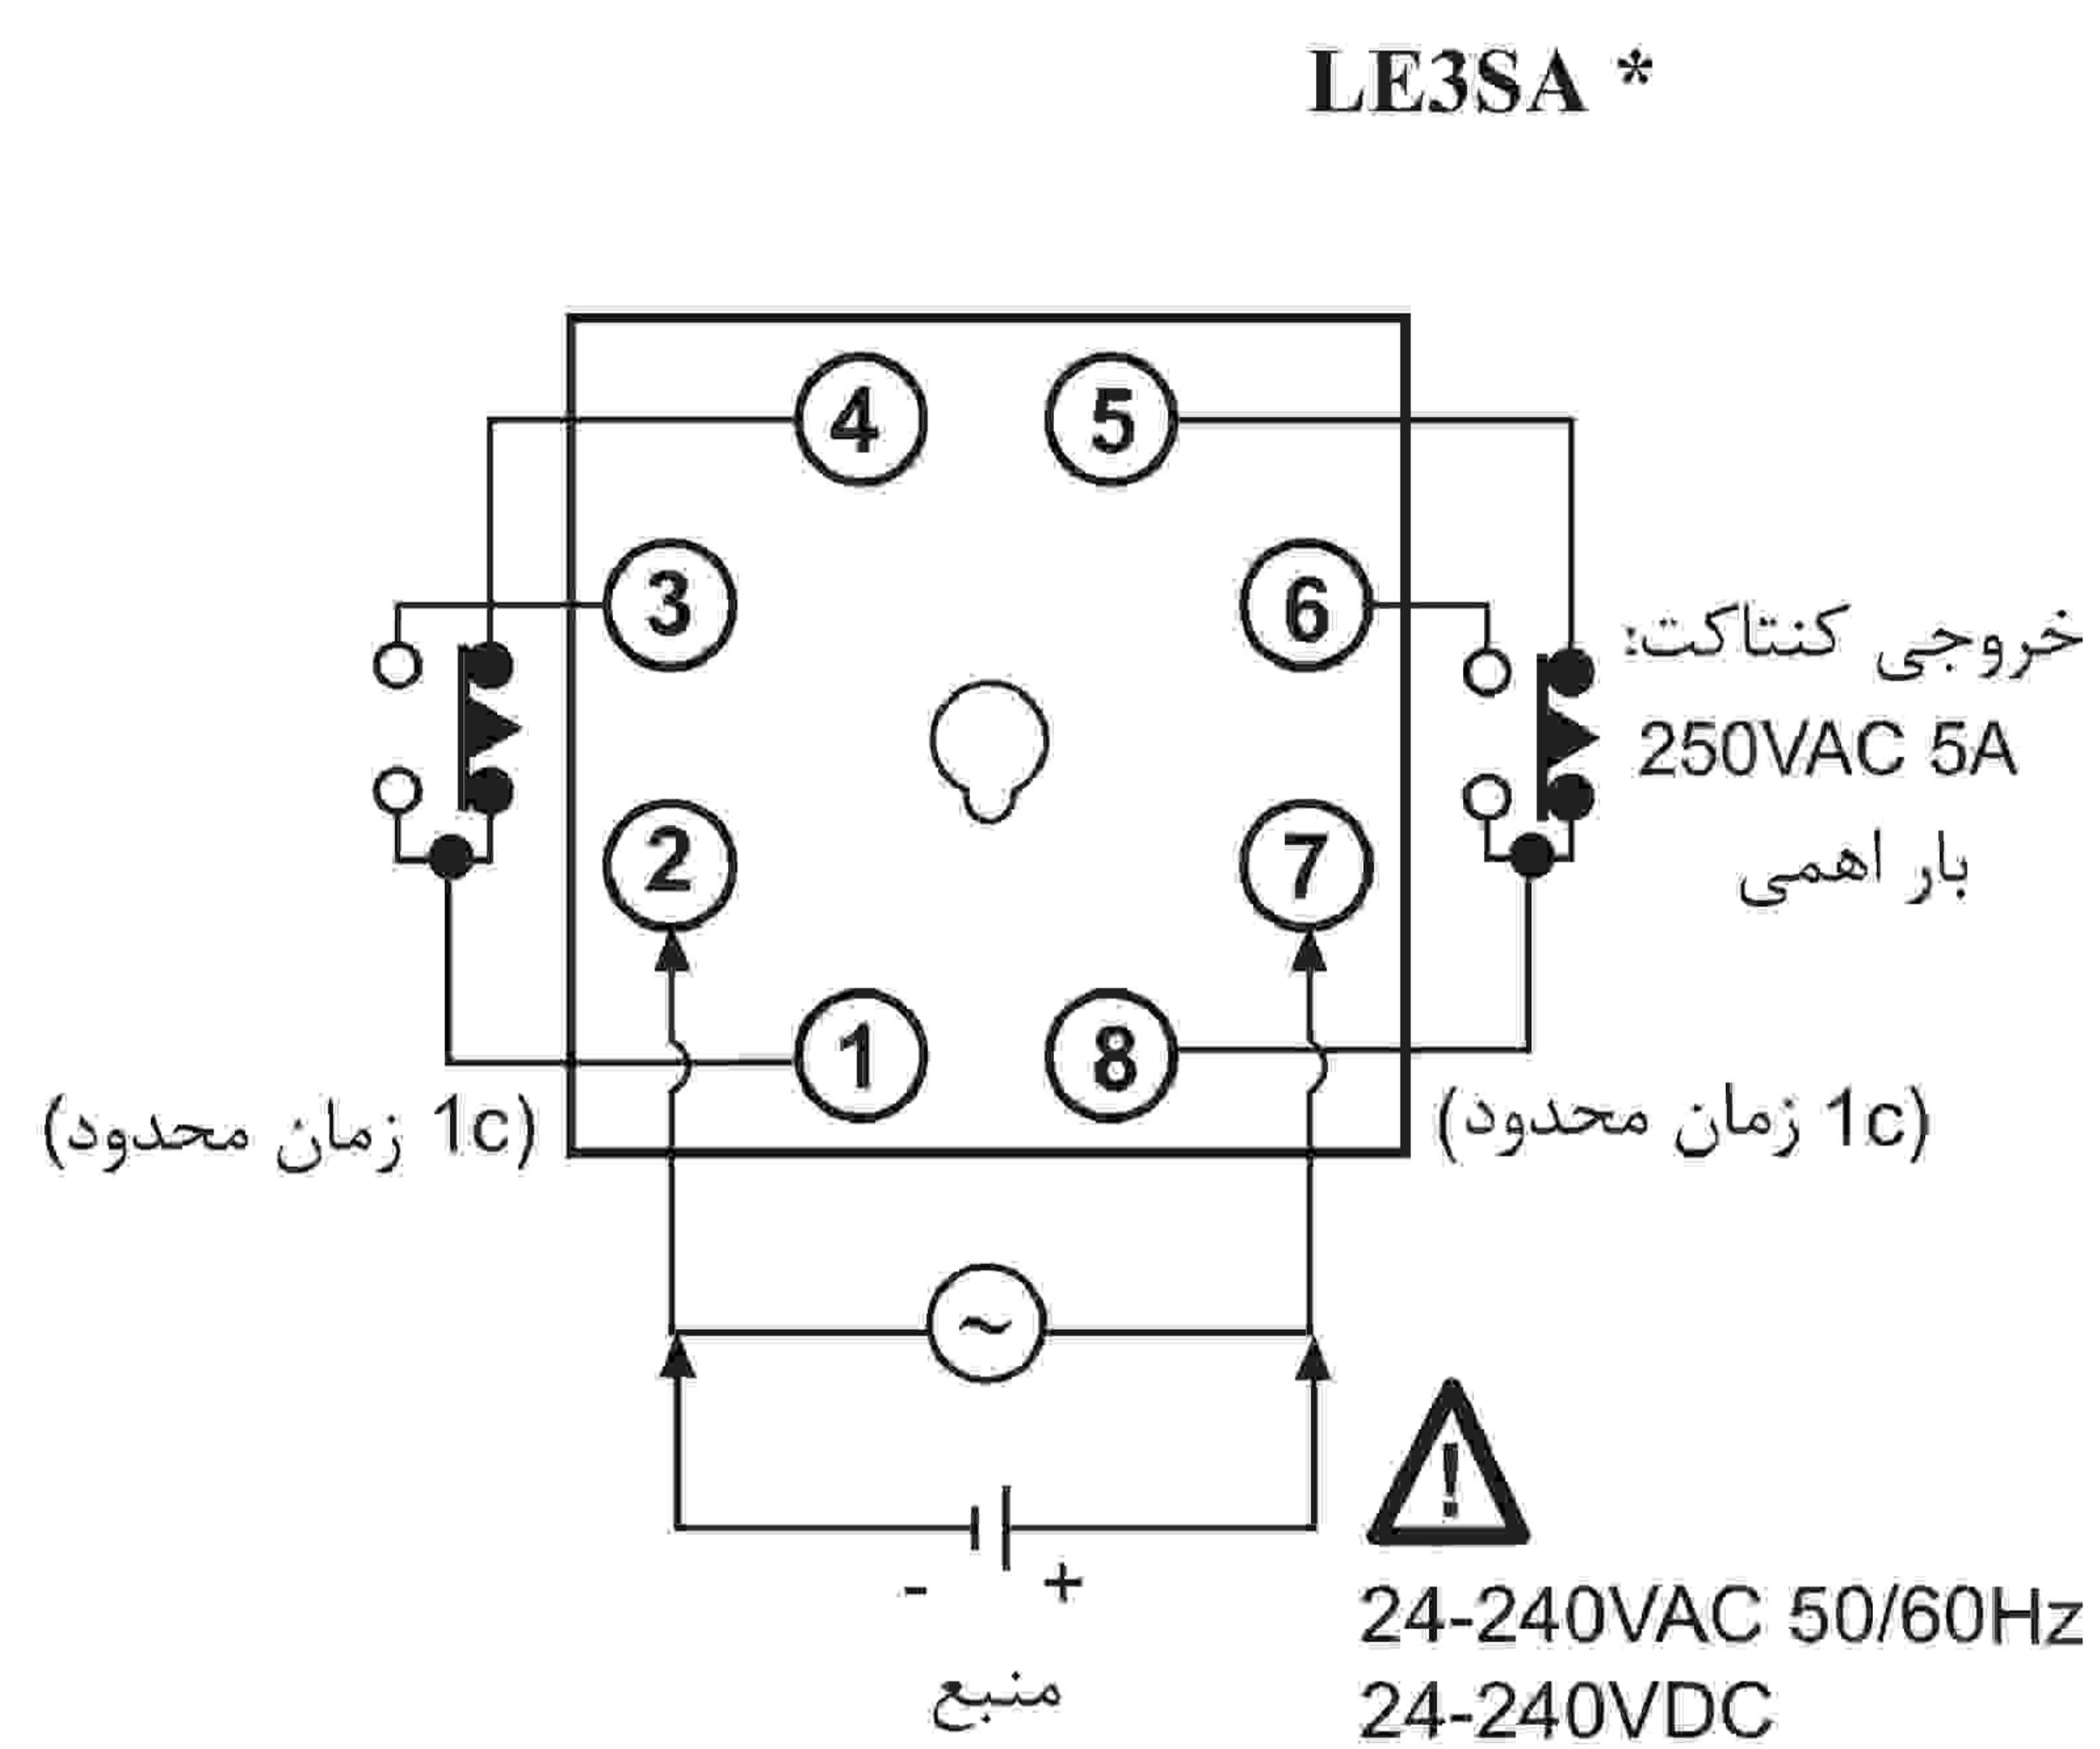 LE3SA *
4
5
3
6
خروجی کنتاکت:
250VAC 5A
بار اهمی
2
7
1
8
(1c زمان محدود)
(1c زمان محدود)
~
!
- +
منبع
24-240VAC 50/60Hz
24-240VDC